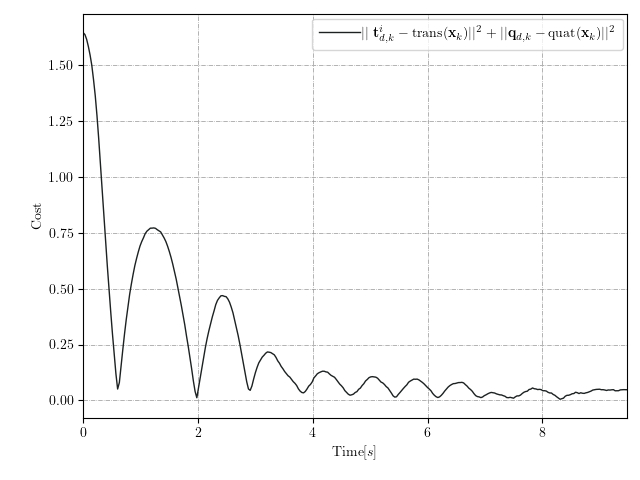 || t^i_{d,k} − trans(x_k)||² + ||q_{d,k} − quat(x_k)||²
1.50
1.25
1.00
0.75
0.50
0.25
0.00
Cost
0 2 4 6 8
Time[s]